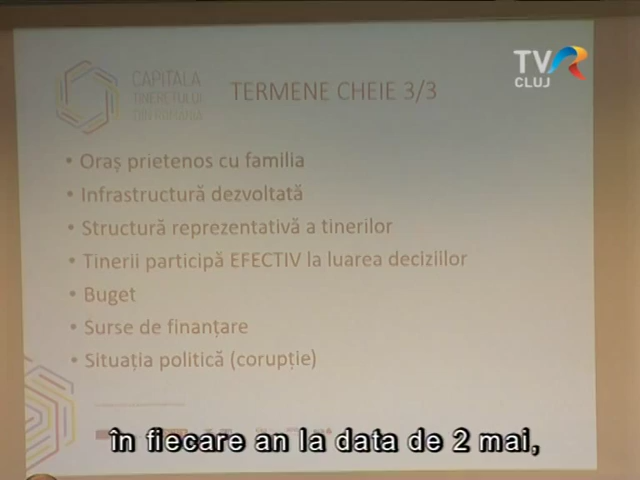 TVR
CLUJ
CAPITALA
TINERETULUI
DIN ROMÂNIA
TERMENE CHEIE 3/3
• Oraș prietenos cu familia
• Infrastructură dezvoltată
• Structură reprezentativă a tinerilor
• Tinerii participă EFECTIV la luarea deciziilor
• Buget
• Surse de finanțare
• Situația politică (corupție)
în fiecare an la data de 2 mai,